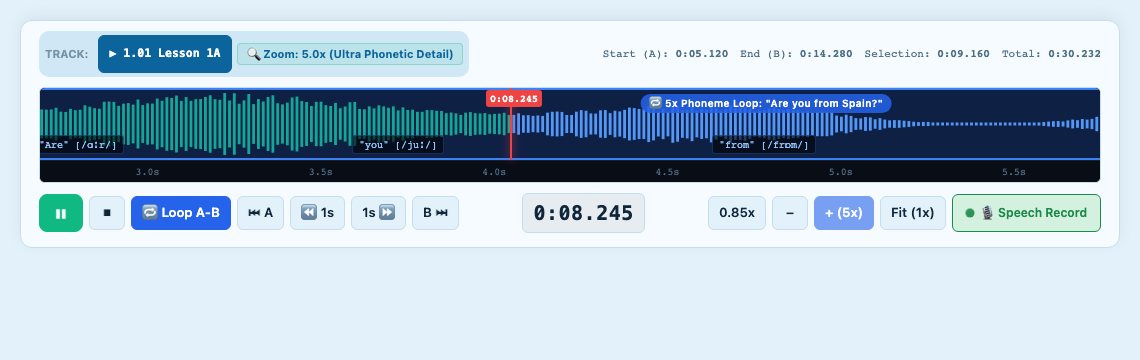 TRACK: ▶ 1.01 Lesson 1A 🔍 Zoom: 5.0x (Ultra Phonetic Detail) Start (A): 0:05.120 End (B): 0:14.280 Selection: 0:09.160 Total: 0:30.232
0:08.245 🔁 5x Phoneme Loop: "Are you from Spain?"
"Are" [/ɑːr/] "you" [/juː/] "from" [/frɒm/]
3.0s 3.5s 4.0s 4.5s 5.0s 5.5s
⏸ ■ 🔁 Loop A-B ⏮ A ⏪ 1s 1s ⏩ B ⏭ 0:08.245 0.85x − + (5x) Fit (1x) ● 🎙️ Speech Record